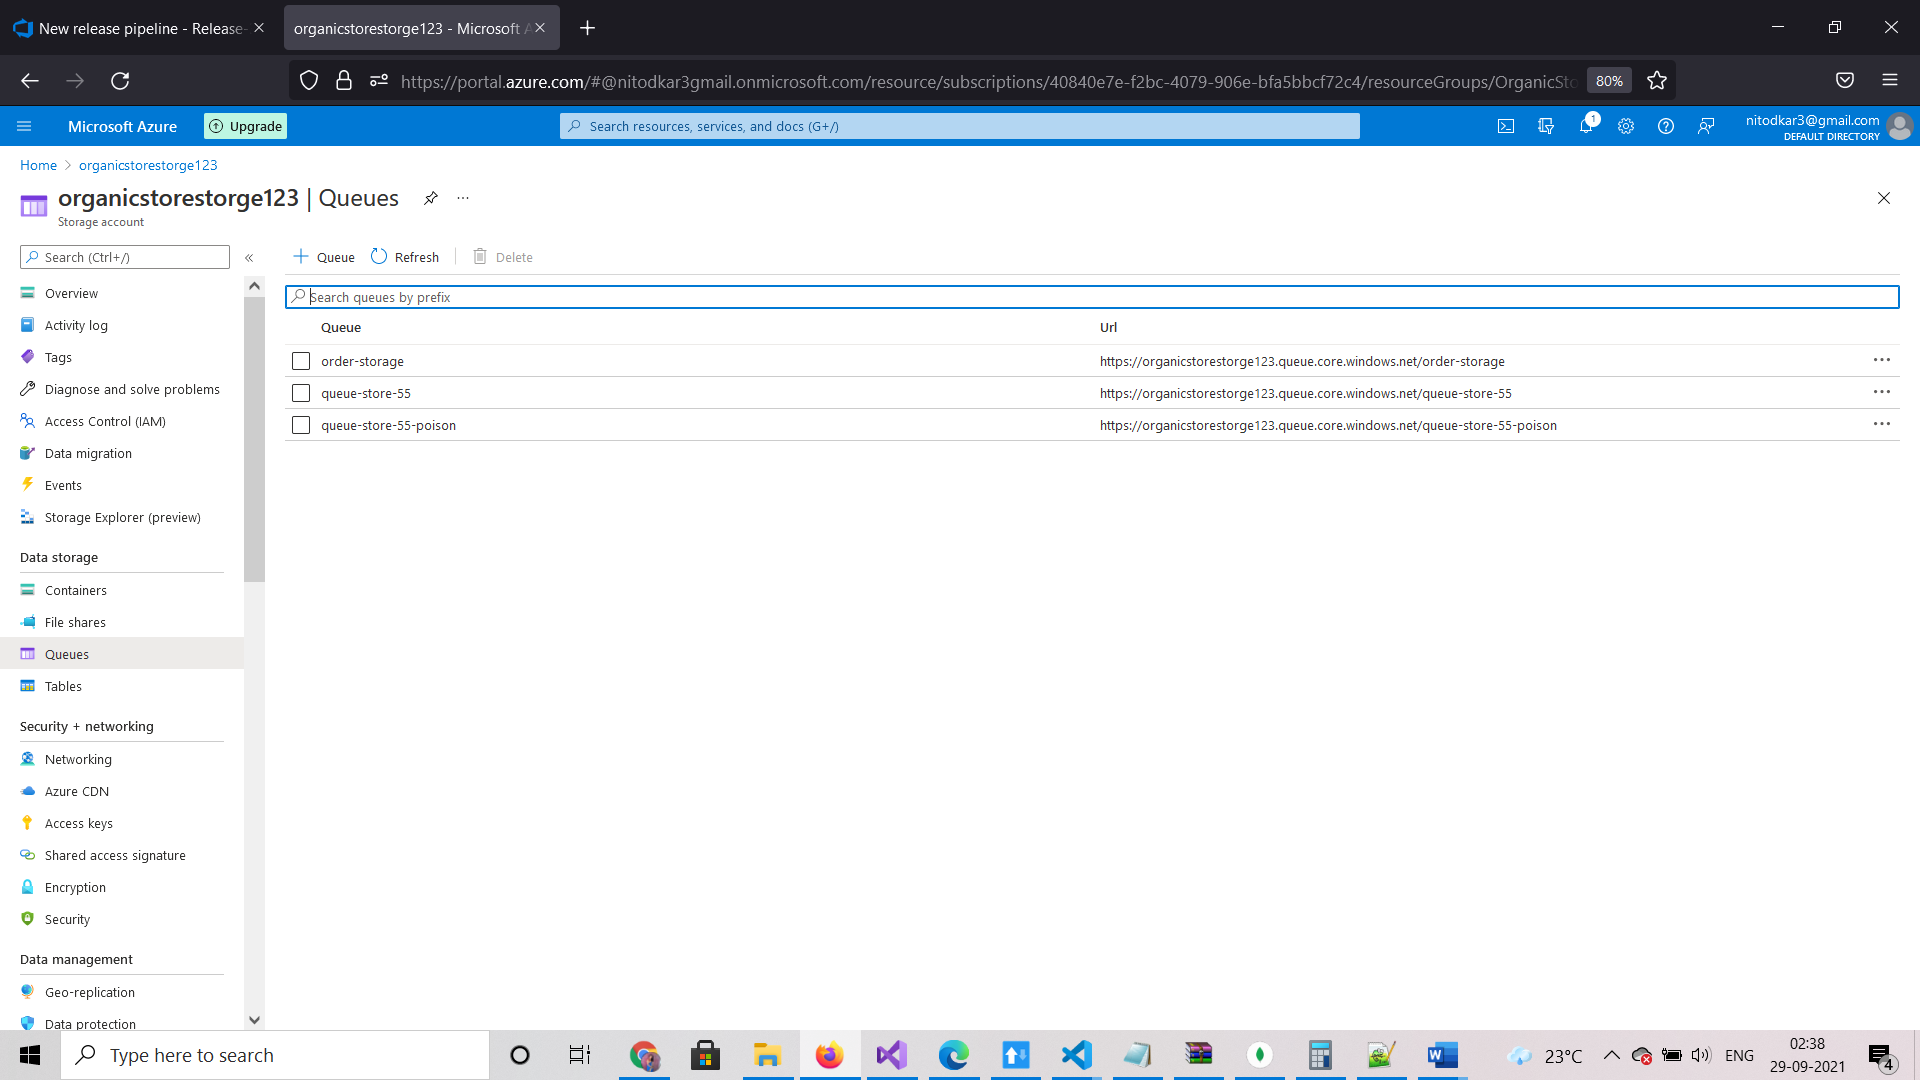 New release pipeline - Release-
organicstorestorge123 - Microsoft A
https://portal.azure.com/#@nitodkar3gmail.onmicrosoft.com/resource/subscriptions/40840e7e-f2bc-4079-906e-bfa5bbcf72c4/resourceGroups/OrganicSto
80%
Microsoft Azure
Upgrade
Search resources, services, and docs (G+/)
1
nitodkar3@gmail.com
DEFAULT DIRECTORY
Home > organicstorestorge123
organicstorestorge123 | Queues
Storage account
Search (Ctrl+/)
Queue
Refresh
Delete
Search queues by prefix
Queue Url
order-storage https://organicstorestorge123.queue.core.windows.net/order-storage
queue-store-55 https://organicstorestorge123.queue.core.windows.net/queue-store-55
queue-store-55-poison https://organicstorestorge123.queue.core.windows.net/queue-store-55-poison
Overview
Activity log
Tags
Diagnose and solve problems
Access Control (IAM)
Data migration
Events
Storage Explorer (preview)
Data storage
Containers
File shares
Queues
Tables
Security + networking
Networking
Azure CDN
Access keys
Shared access signature
Encryption
Security
Data management
Geo-replication
Data protection
Type here to search
23°C
ENG
02:38
29-09-2021
4